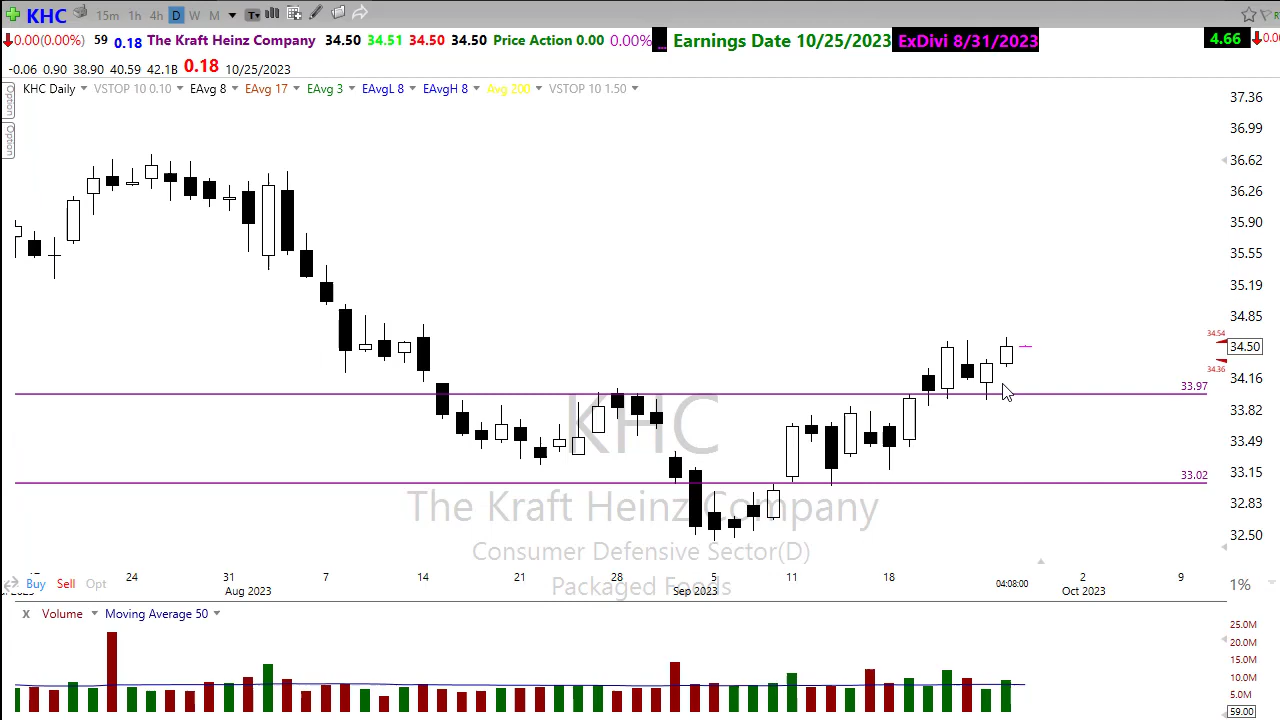 KHC 15m 1h 4h D W M T
0.00(0.00%) 59 0.18 The Kraft Heinz Company 34.50 34.51 34.50 34.50 Price Action 0.00 0.00% Earnings Date 10/25/2023 ExDivi 8/31/2023 4.66
-0.06 0.90 38.90 40.59 42.1B 0.18 10/25/2023
KHC Daily VSTOP 10 0.10 EAvg 8 EAvg 17 EAvg 3 EAvgL 8 EAvgH 8 Avg 200 VSTOP 10 1.50
Option
Option
37.36
36.99
36.62
36.26
35.90
35.55
35.19
34.85
34.54
34.50
34.36
34.16
33.97
33.82
33.49
33.15
33.02
32.83
32.50
KHC
The Kraft Heinz Company
Consumer Defensive Sector(D)
Packaged Foods
24 31 7 14 21 28 5 11 18 04:08:00 2 9
Aug 2023 Sep 2023 Oct 2023
Buy Sell Opt 1%
X Volume Moving Average 50
25.0M
20.0M
15.0M
10.0M
5.0M
59.00